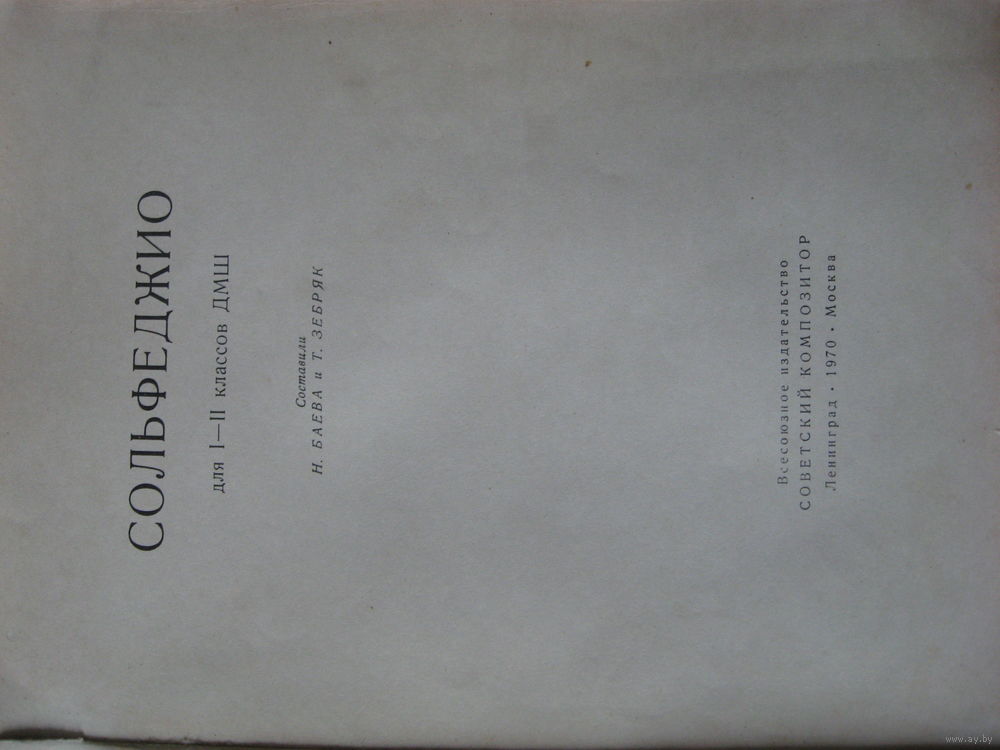 СОЛЬФЕДЖИО
для I—II классов ДМШ
Составили
Н. БАЕВА и Т. ЗЕБРЯК
Всесоюзное издательство
СОВЕТСКИЙ КОМПОЗИТОР
Ленинград • 1970 • Москва
www.ay.by